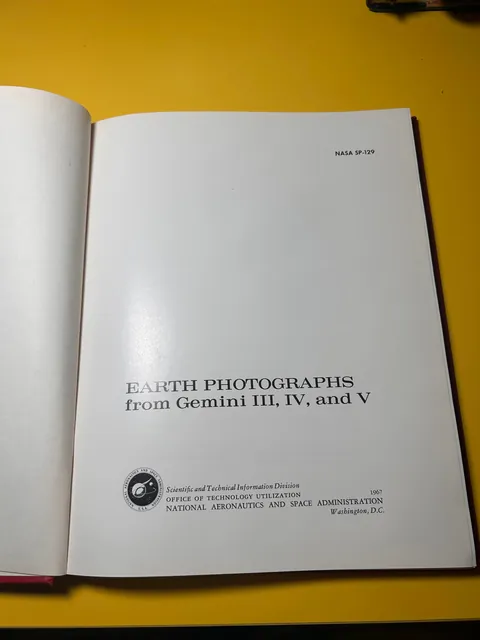 NASA SP-129
EARTH PHOTOGRAPHS
from Gemini III, IV, and V
Scientific and Technical Information Division
OFFICE OF TECHNOLOGY UTILIZATION 1967
NATIONAL AERONAUTICS AND SPACE ADMINISTRATION
Washington, D.C.